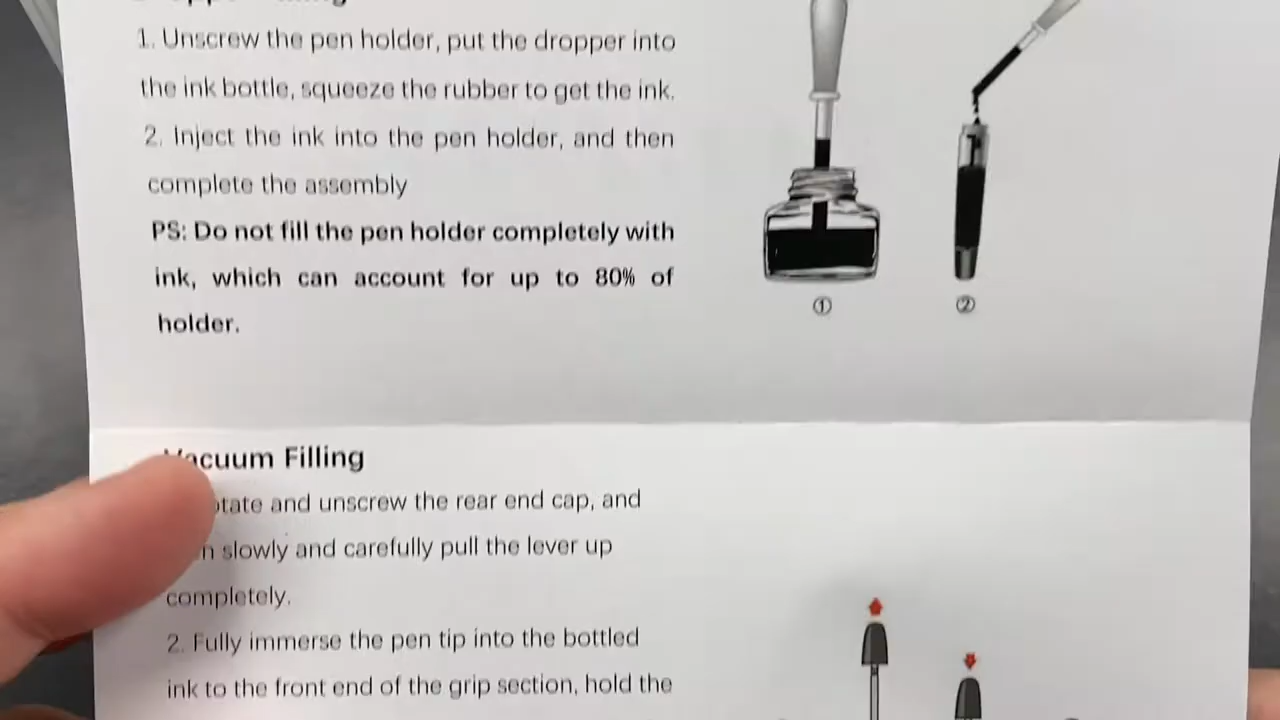 1. Unscrew the pen holder, put the dropper into
the ink bottle, squeeze the rubber to get the ink.
2. Inject the ink into the pen holder, and then
complete the assembly
PS: Do not fill the pen holder completely with
ink, which can account for up to 80% of
holder.
① ②
Vacuum Filling
and unscrew the rear end cap, and
slowly and carefully pull the lever up
completely.
2. Fully immerse the pen tip into the bottled
ink to the front end of the grip section, hold the